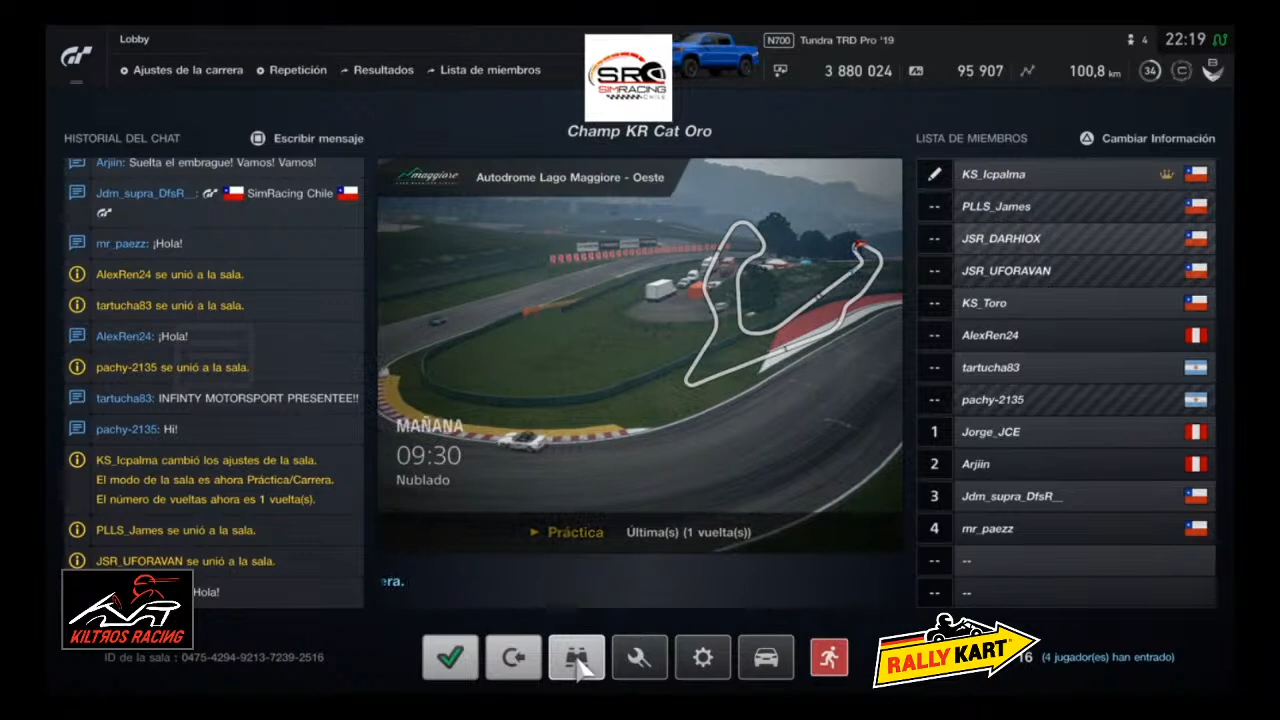 Lobby
Ajustes de la carrera
Repetición
Resultados
Lista de miembros
SRC
SIMRACING
CHILE
N700
Tundra TRD Pro '19
3 880 024
95 907
100,8 km
4
22:19
34
C
B
Champ KR Cat Oro
HISTORIAL DEL CHAT
Escribir mensaje
Arjiin: Suelta el embrague! Vamos! Vamos!
Jdm_supra_DfsR__: SimRacing Chile
mr_paezz: ¡Hola!
AlexRen24 se unió a la sala.
tartucha83 se unió a la sala.
AlexRen24: ¡Hola!
pachy-2135 se unió a la sala.
tartucha83: INFINTY MOTORSPORT PRESENTEE!!
pachy-2135: Hi!
KS_lcpalma cambió los ajustes de la sala.
El modo de la sala es ahora Práctica/Carrera.
El número de vueltas ahora es 1 vuelta(s).
PLLS_James se unió a la sala.
JSR_UFORAVAN se unió a la sala.
Hola!
KILTROS RACING
ID de la sala : 0475-4294-9213-7239-2516
maggiore
Autodrome Lago Maggiore - Oeste
MAÑANA
09:30
Nublado
Práctica
Última(s) (1 vuelta(s))
era.
LISTA DE MIEMBROS
Cambiar Información
KS_lcpalma
-- PLLS_James
-- JSR_DARHIOX
-- JSR_UFORAVAN
-- KS_Toro
-- AlexRen24
-- tartucha83
-- pachy-2135
1 Jorge_JCE
2 Arjiin
3 Jdm_supra_DfsR__
4 mr_paezz
-- --
-- --
RALLYKART
16 (4 jugador(es) han entrado)